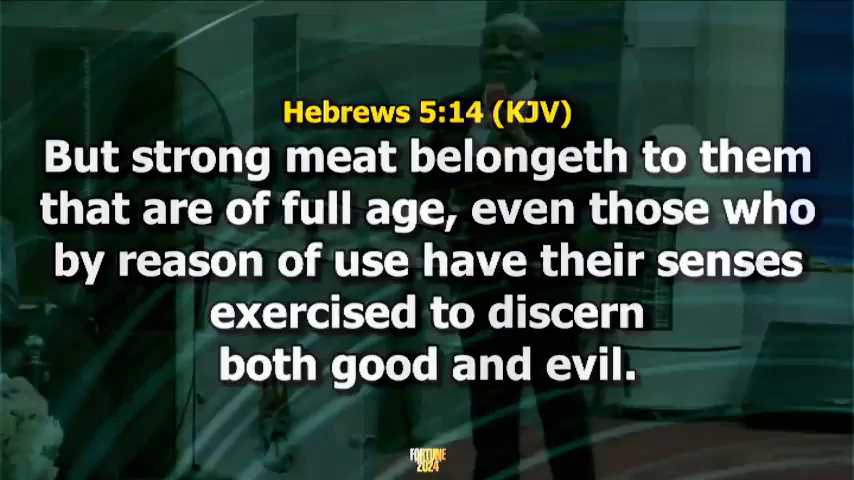 Hebrews 5:14 (KJV)
But strong meat belongeth to them
that are of full age, even those who
by reason of use have their senses
exercised to discern
both good and evil.
FORTUNE
2024